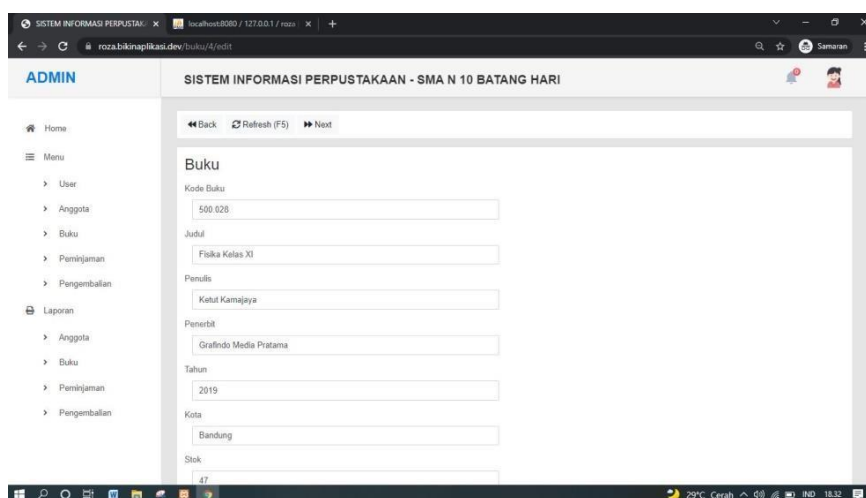 SISTEM INFORMASI PERPUSTAK
localhost:8080 / 127.0.0.1 / roza
roza.bikinaplikasi.dev/buku/4/edit
Samaran
ADMIN
SISTEM INFORMASI PERPUSTAKAAN - SMA N 10 BATANG HARI
0
Home
Menu
User
Anggota
Buku
Peminjaman
Pengembalian
Laporan
Anggota
Buku
Peminjaman
Pengembalian
Back Refresh (F5) Next
Buku
Kode Buku
500.028
Judul
Fisika Kelas XI
Penulis
Ketut Kamajaya
Penerbit
Grafindo Media Pratama
Tahun
2019
Kota
Bandung
Stok
47
29°C Cerah IND 18.32